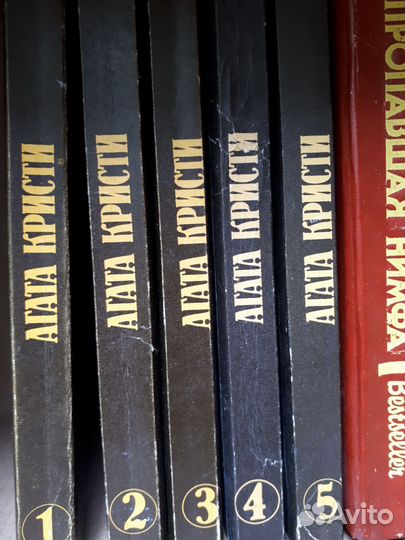 АГАТА КРИСТИ
1
АГАТА КРИСТИ
2
АГАТА КРИСТИ
3
АГАТА КРИСТИ
4
АГАТА КРИСТИ
5
ПРОПАВШАЯ НИМФА
Bestseller
Avito